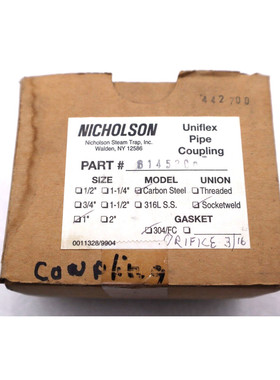 442700
NICHOLSON
Nicholson Steam Trap, Inc.
Walden, NY 12586
Uniflex
Pipe
Coupling
PART #
SIZE MODEL UNION
1/2" 1-1/4" Carbon Steel Threaded
3/4" 1-1/2" 316L S.S. Socketweld
1" 2" GASKET
304/FC
ORIFICE 3/16
0011328/9904
Coupling